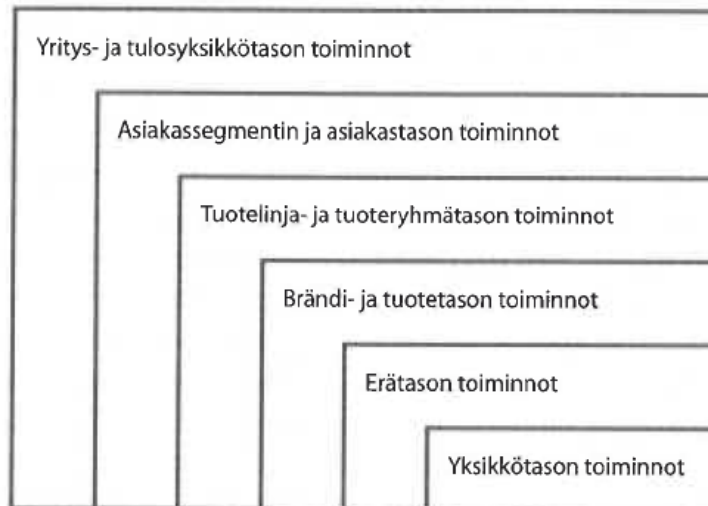 Yritys- ja tulosyksikkötason toiminnot
Asiakassegmentin ja asiakastason toiminnot
Tuotelinja- ja tuoteryhmätason toiminnot
Brändi- ja tuotetason toiminnot
Erätason toiminnot
Yksikkötason toiminnot